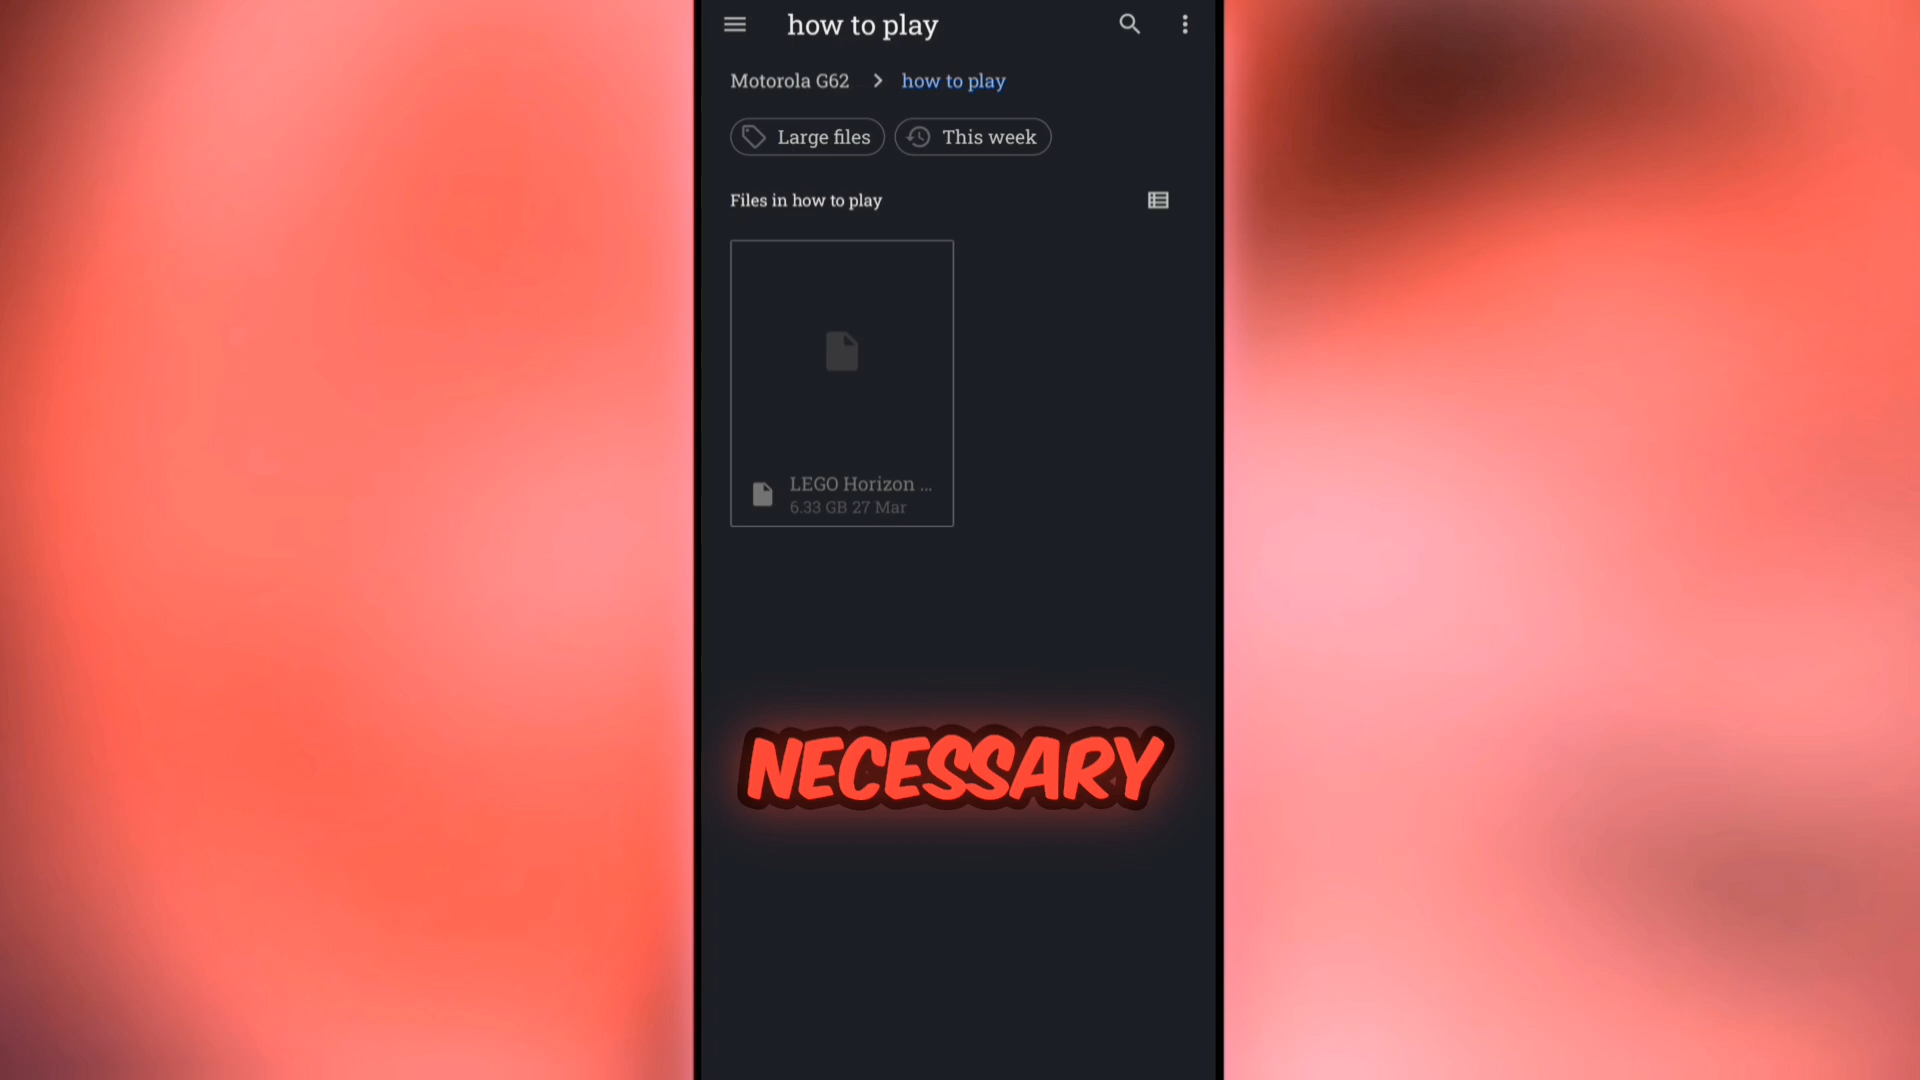 how to play
Motorola G62 > how to play
Large files
This week
Files in how to play
LEGO Horizon ...
6.33 GB 27 Mar
NECESSARY